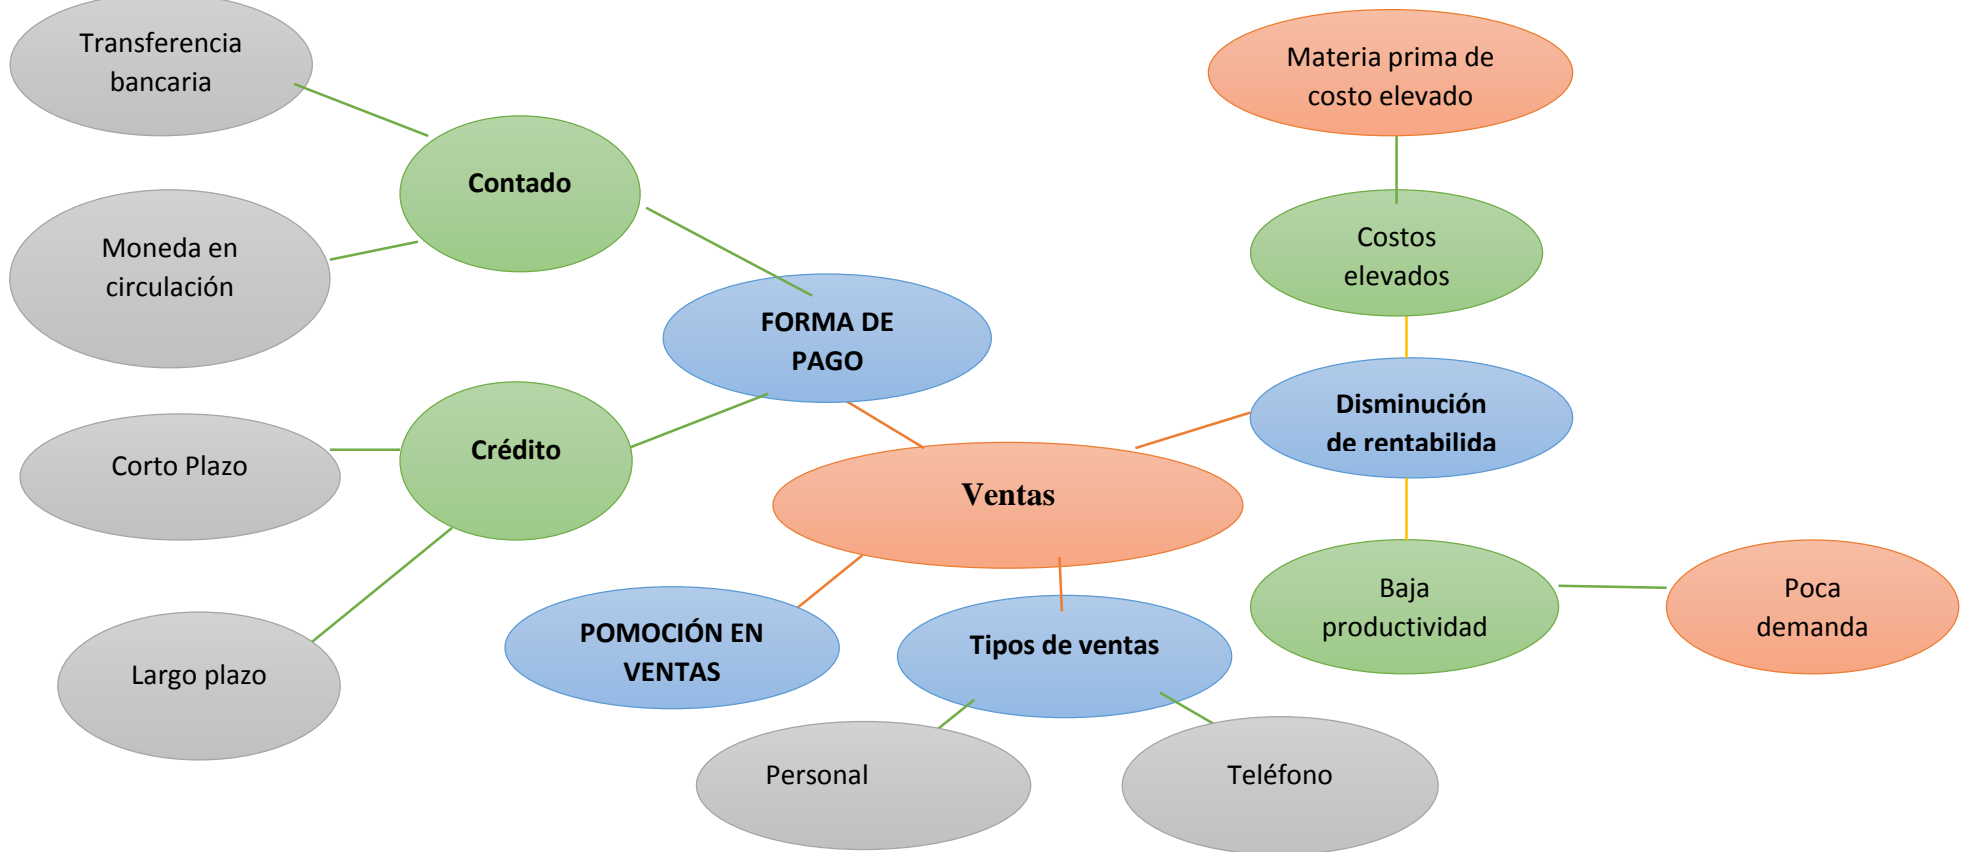 Transferencia
bancaria
Moneda en
circulación
Corto Plazo
Largo plazo
Contado
Crédito
FORMA DE
PAGO
Ventas
POMOCIÓN EN
VENTAS
Tipos de ventas
Personal
Teléfono
Materia prima de
costo elevado
Costos
elevados
Disminución
de rentabilida
Baja
productividad
Poca
demanda